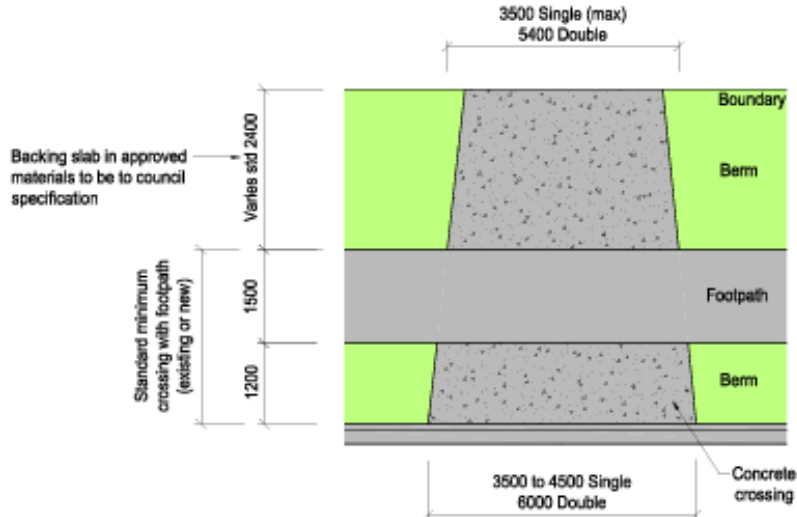 3500 Single (max)
5400 Double
Boundary
Backing slab in approved
materials to be to council
specification
Varies std 2400
Berm
Standard minimum
crossing with footpath
(existing or new)
1500
Footpath
1200
Berm
3500 to 4500 Single
6000 Double
Concrete
crossing